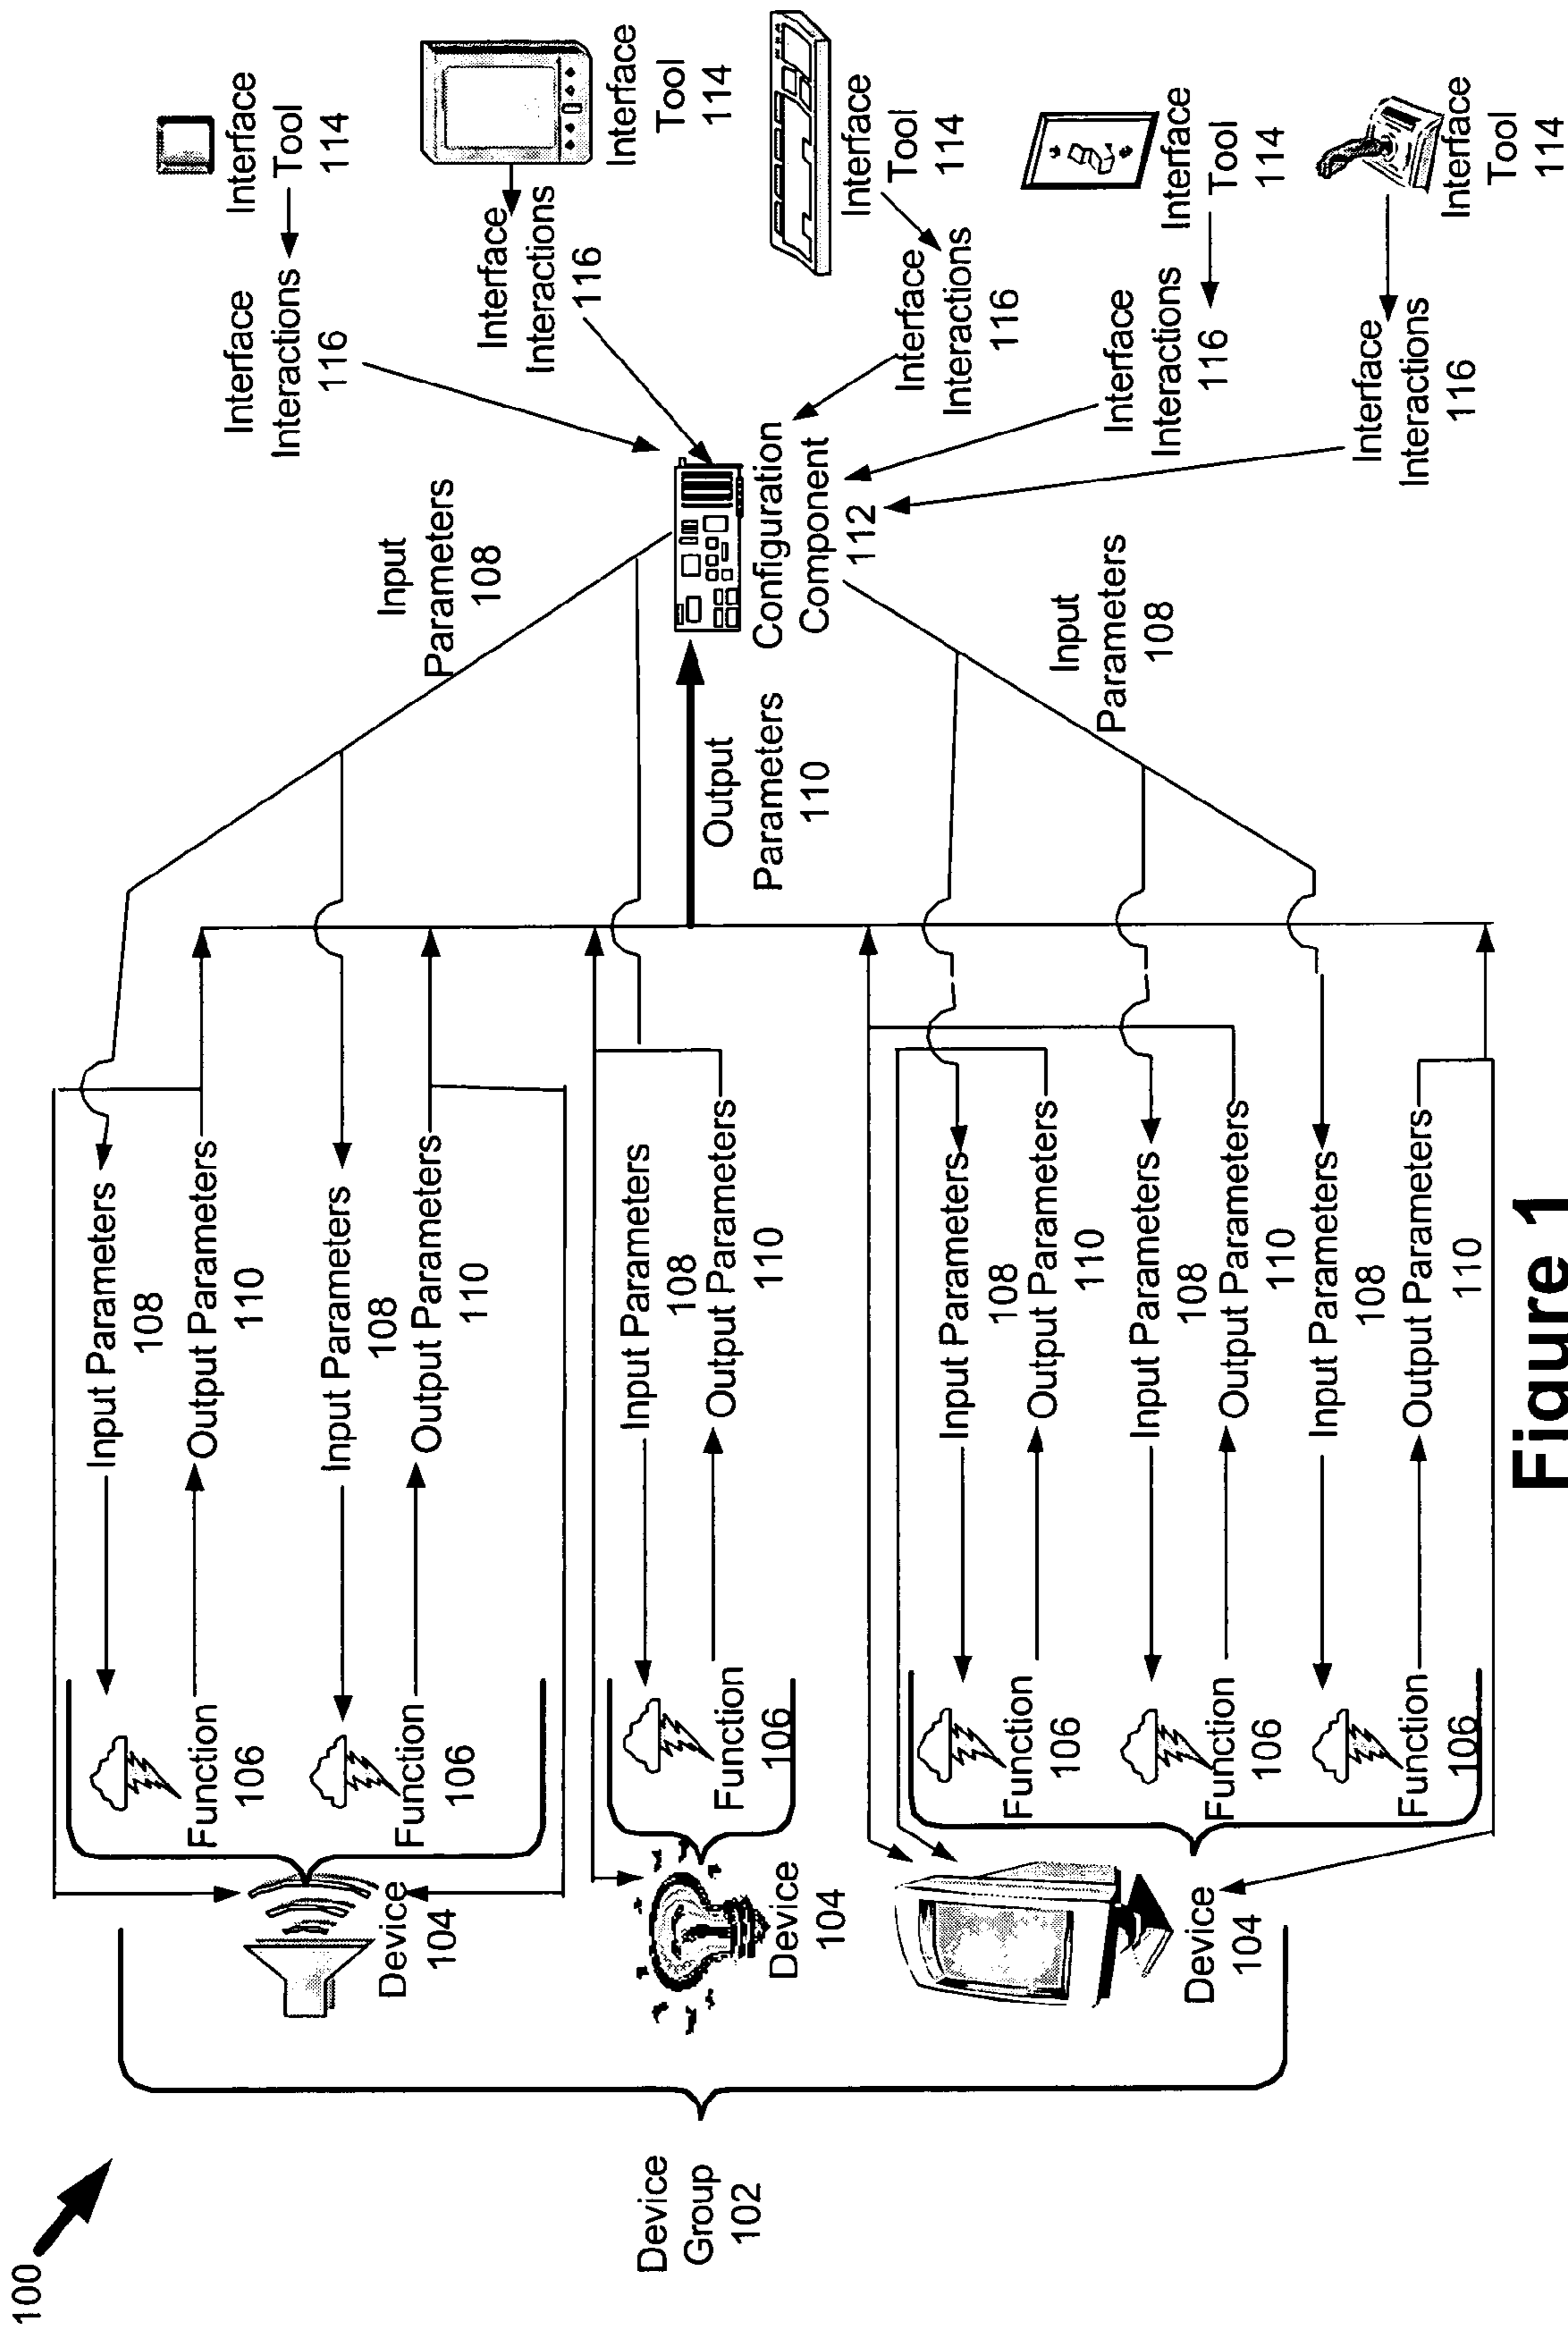 100
Device
Group
102
Device
104
Device
104
Device
104
Function
106
Function
106
Function
106
Function
106
Function
106
Function
106
Input Parameters
108
Output Parameters
110
Input Parameters
108
Output Parameters
110
Input Parameters
108
Output Parameters
110
Input Parameters
108
Output Parameters
110
Input Parameters
108
Output Parameters
110
Input Parameters
108
Output Parameters
110
Output
Parameters
110
Input
Parameters
108
Input
Parameters
108
Configuration
Component
112
Interface
Interactions
116
Interface
Interactions
116
Interface
Interactions
116
Interface
Interactions
116
Interface
Interactions
116
Interface
Tool
114
Interface
Tool
114
Interface
Tool
114
Interface
Tool
114
Interface
Tool
114
Figure 1